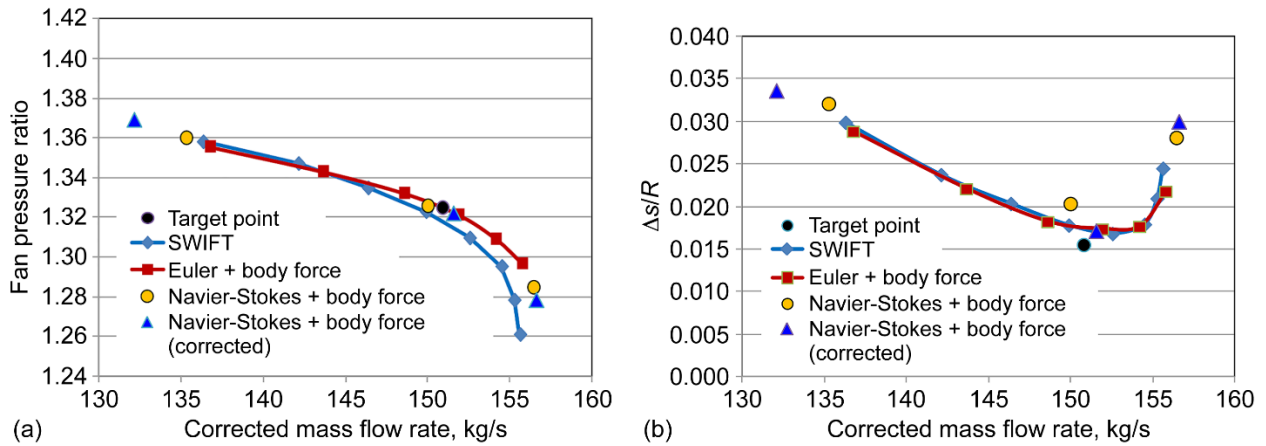 1.42
1.40
1.38
1.36
1.34
1.32
1.30
1.28
1.26
1.24
Fan pressure ratio
Target point
SWIFT
Euler + body force
Navier-Stokes + body force
Navier-Stokes + body force
(corrected)
130 135 140 145 150 155 160
(a) Corrected mass flow rate, kg/s
0.040
0.035
0.030
0.025
0.020
0.015
0.010
0.005
0.000
Δs/R
Target point
SWIFT
Euler + body force
Navier-Stokes + body force
Navier-Stokes + body force
(corrected)
130 135 140 145 150 155 160
(b) Corrected mass flow rate, kg/s